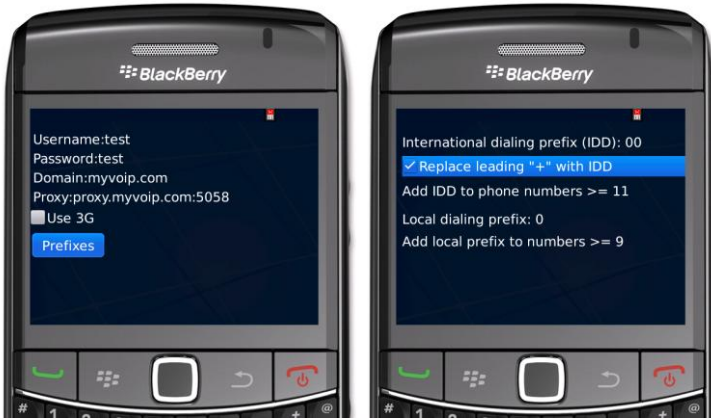 BlackBerry
Username:test
Password:test
Domain:myvoip.com
Proxy:proxy.myvoip.com:5058
Use 3G
Prefixes
#
1
+
@
BlackBerry
International dialing prefix (IDD): 00
Replace leading "+" with IDD
Add IDD to phone numbers >= 11
Local dialing prefix: 0
Add local prefix to numbers >= 9
#
1
+
@